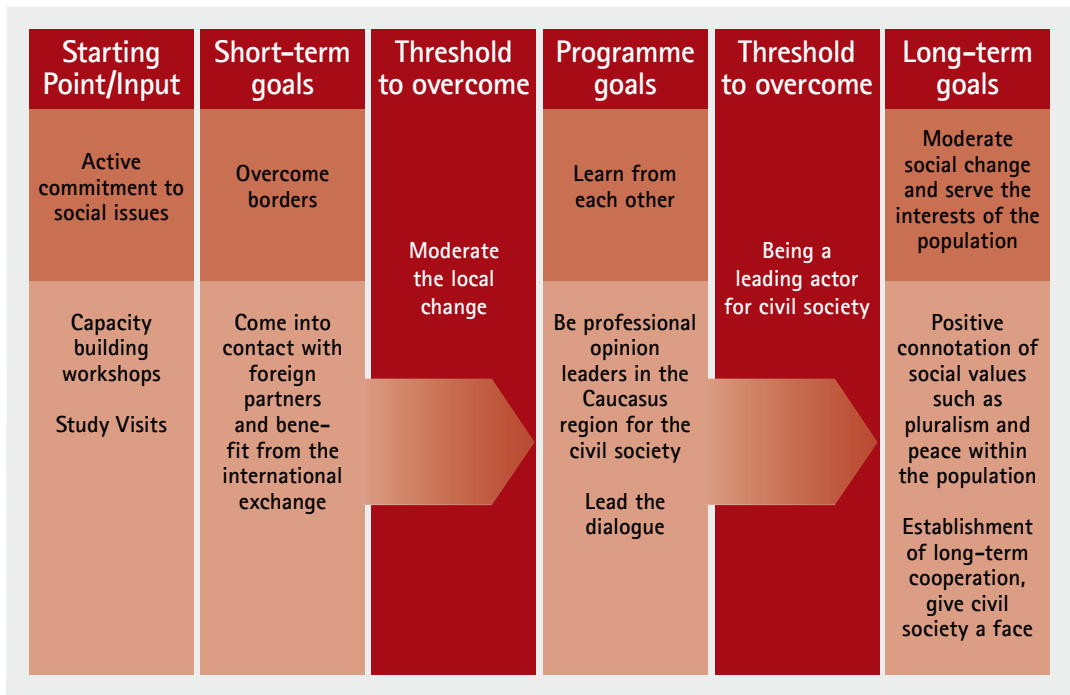 Starting
Point/Input
Short-term
goals
Threshold
to overcome
Programme
goals
Threshold
to overcome
Long-term
goals
Active
commitment to
social issues
Capacity
building
workshops
Study Visits
Overcome
borders
Come into
contact with
foreign
partners
and bene-
fit from the
international
exchange
Moderate
the local
change
Learn from
each other
Be professional
opinion
leaders in the
Caucasus
region for the
civil society
Lead the
dialogue
Being a
leading actor
for civil society
Moderate
social change
and serve the
interests of the
population
Positive
connotation of
social values
such as
pluralism and
peace within
the population
Establishment
of long-term
cooperation,
give civil
society a face